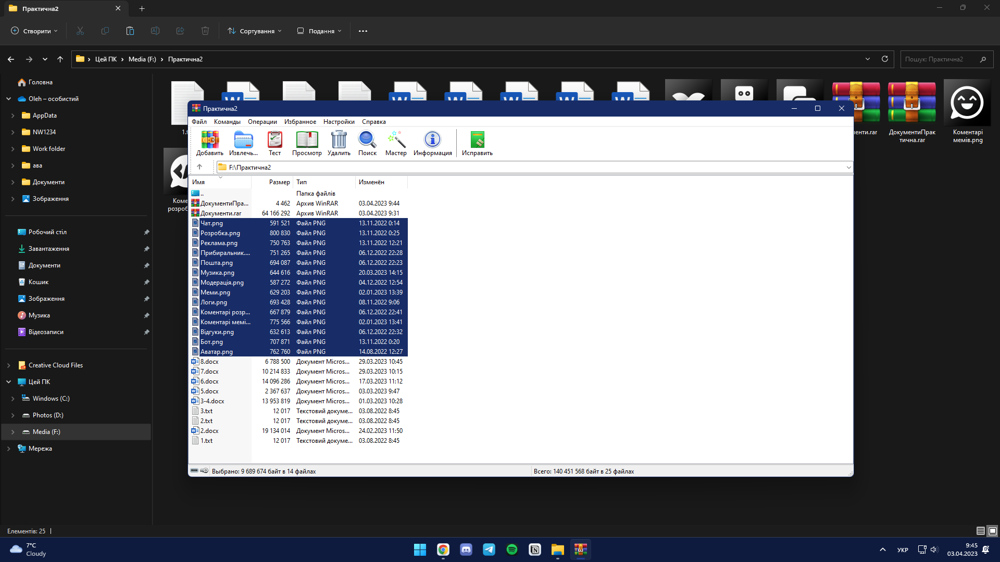 Практична2
Створити
Сортування
Подання
Цей ПК
Media (F:)
Практична2
Пошук: Практична2
Головна
Oleh – особистий
AppData
NW1234
Work folder
ава
Документи
Зображення
Робочий стіл
Завантаження
Документи
Кошик
Зображення
Музика
Відеозаписи
Creative Cloud Files
Цей ПК
Windows (C:)
Photos (D:)
Media (F:)
Мережа
ДокументиПрак
тична.rar
Коментарі
мемів.png
Практична2
Файл Команды Операции Избранное Настройки Справка
Добавить Извлечь... Тест Просмотр Удалить Поиск Мастер Информация Исправить
F:\Практична2
Имя Размер Тип Изменён
.. Папка файлів
ДокументиПра... 4 462 Архив WinRAR 03.04.2023 9:44
Документи.rar 64 166 292 Архив WinRAR 03.04.2023 9:31
Чат.png 591 521 Файл PNG 13.11.2022 0:14
Розробка.png 800 830 Файл PNG 13.11.2022 0:25
Реклама.png 750 763 Файл PNG 13.11.2022 12:21
Прибиральник.... 751 265 Файл PNG 06.12.2022 22:28
Пошта.png 694 087 Файл PNG 06.12.2022 22:23
Музика.png 644 616 Файл PNG 20.03.2023 14:15
Модерація.png 587 272 Файл PNG 04.12.2022 12:54
Меми.png 629 203 Файл PNG 02.01.2023 13:39
Логи.png 693 428 Файл PNG 08.11.2022 9:06
Коментарі розр... 667 879 Файл PNG 06.12.2022 22:41
Коментарі мемі... 775 566 Файл PNG 02.01.2023 13:41
Відгуки.png 632 613 Файл PNG 06.12.2022 22:32
Бот.png 707 871 Файл PNG 13.11.2022 0:20
Аватар.png 762 760 Файл PNG 14.08.2022 12:27
8.docx 6 788 500 Документ Micros... 29.03.2023 10:45
7.docx 10 214 833 Документ Micros... 29.03.2023 10:15
6.docx 14 096 286 Документ Micros... 17.03.2023 11:12
5.docx 2 367 637 Документ Micros... 03.03.2023 9:47
3-4.docx 13 953 819 Документ Micros... 01.03.2023 10:28
3.txt 12 017 Текстовий докуме... 03.08.2022 8:45
2.txt 12 017 Текстовий докуме... 03.08.2022 8:45
2.docx 19 134 014 Документ Micros... 24.02.2023 11:50
1.txt 12 017 Текстовий докуме... 03.08.2022 8:45
Выбрано: 9 689 674 байт в 14 файлах
Всего: 140 451 568 байт в 25 файлах
Елементів: 25
7°C
Cloudy
УКР
9:45
03.04.2023